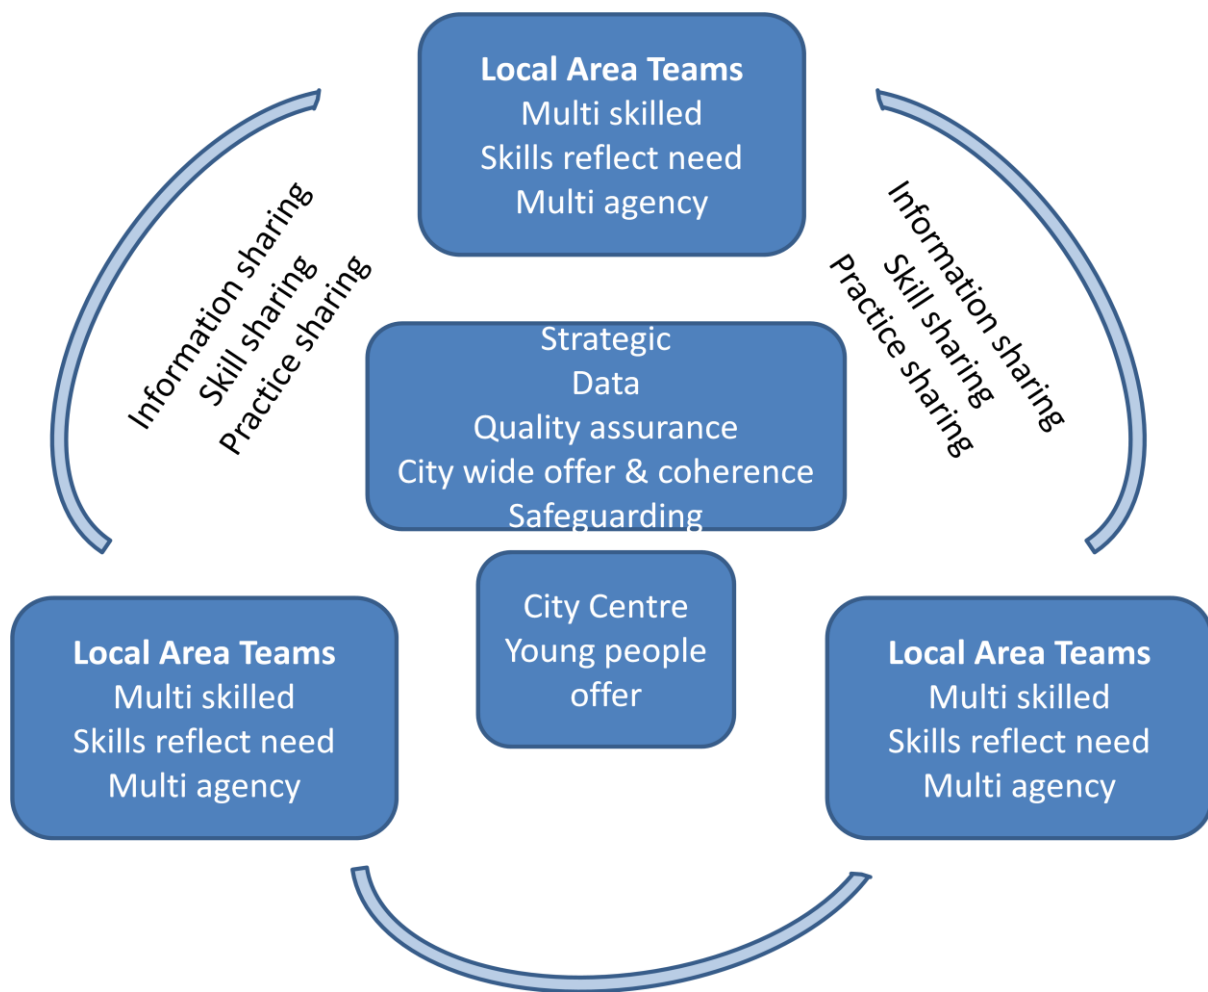 Local Area Teams
Multi skilled
Skills reflect need
Multi agency
Information sharing
Skill sharing
Practice sharing
Information sharing
Skill sharing
Practice sharing
Strategic
Data
Quality assurance
City wide offer & coherence
Safeguarding
City Centre
Young people
offer
Local Area Teams
Multi skilled
Skills reflect need
Multi agency
Local Area Teams
Multi skilled
Skills reflect need
Multi agency